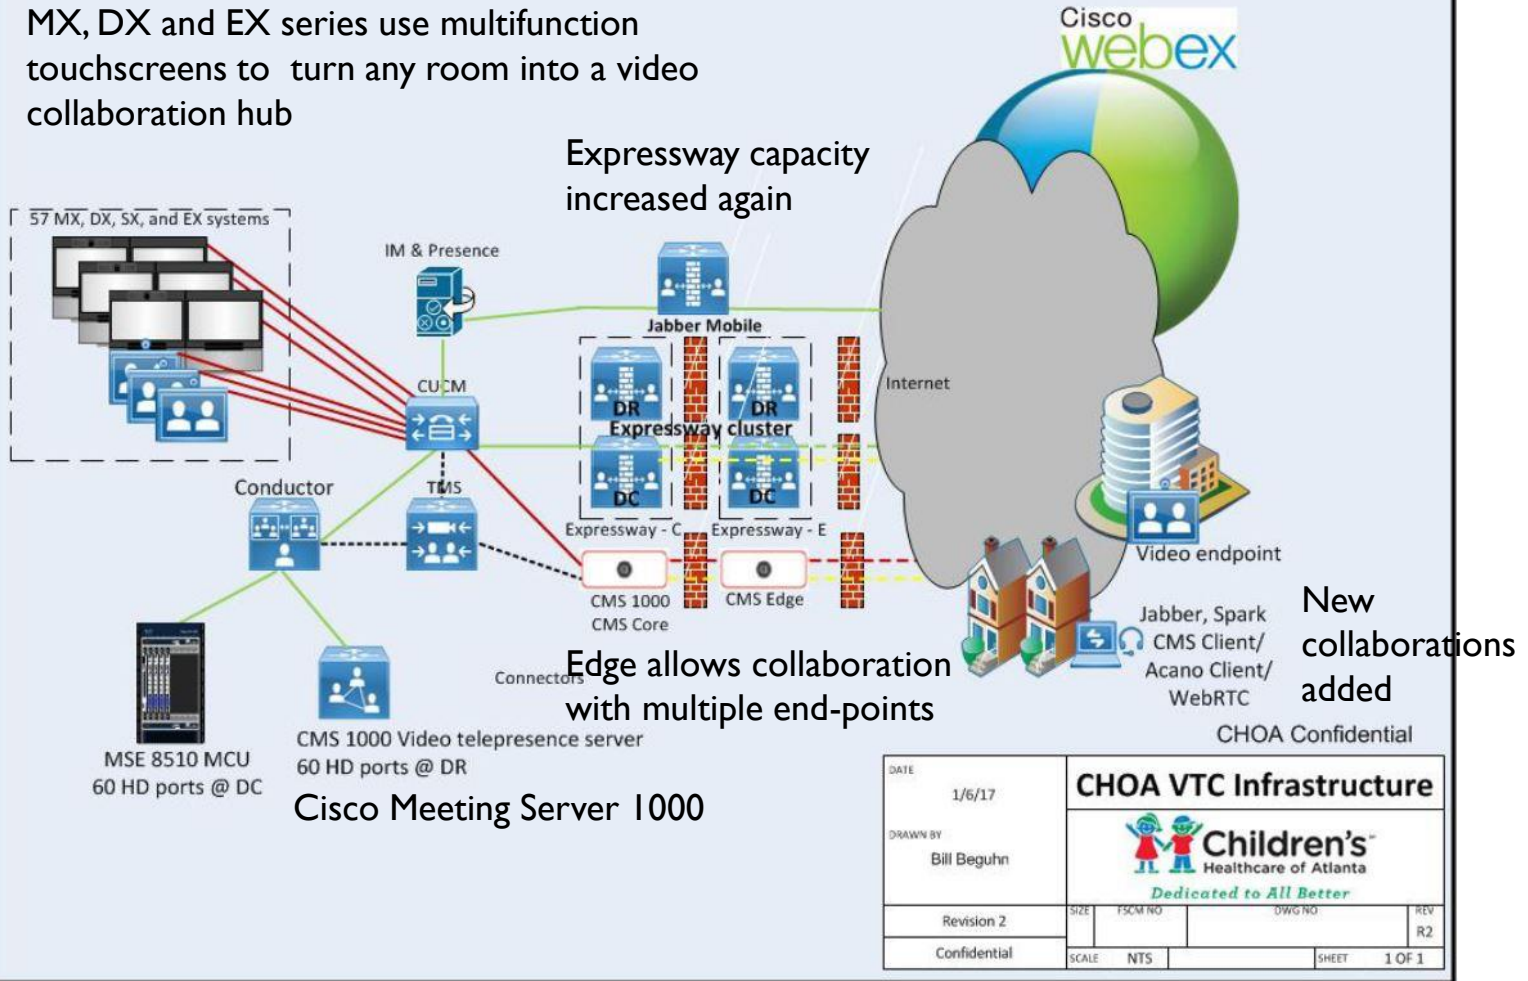 MX, DX and EX series use multifunction
touchscreens to turn any room into a video
collaboration hub
Cisco
webex
Expressway capacity
increased again
57 MX, DX, SX, and EX systems
IM & Presence
Jabber Mobile
CUCM
Internet
DR
DR
Expressway cluster
DC
DC
Expressway - C
Expressway - E
Conductor
TMS
CMS 1000
CMS Core
CMS Edge
Video endpoint
Jabber, Spark
CMS Client/
Acano Client/
WebRTC
New
collaborations
added
Connectors
Edge allows collaboration
with multiple end-points
MSE 8510 MCU
60 HD ports @ DC
CMS 1000 Video telepresence server
60 HD ports @ DR
Cisco Meeting Server 1000
CHOA Confidential
DATE
1/6/17
DRAWN BY
Bill Beguhn
Revision 2
Confidential
CHOA VTC Infrastructure
Children's™
Healthcare of Atlanta
Dedicated to All Better
SIZE FSCM NO DWG NO REV
R2
SCALE NTS SHEET 1 OF 1